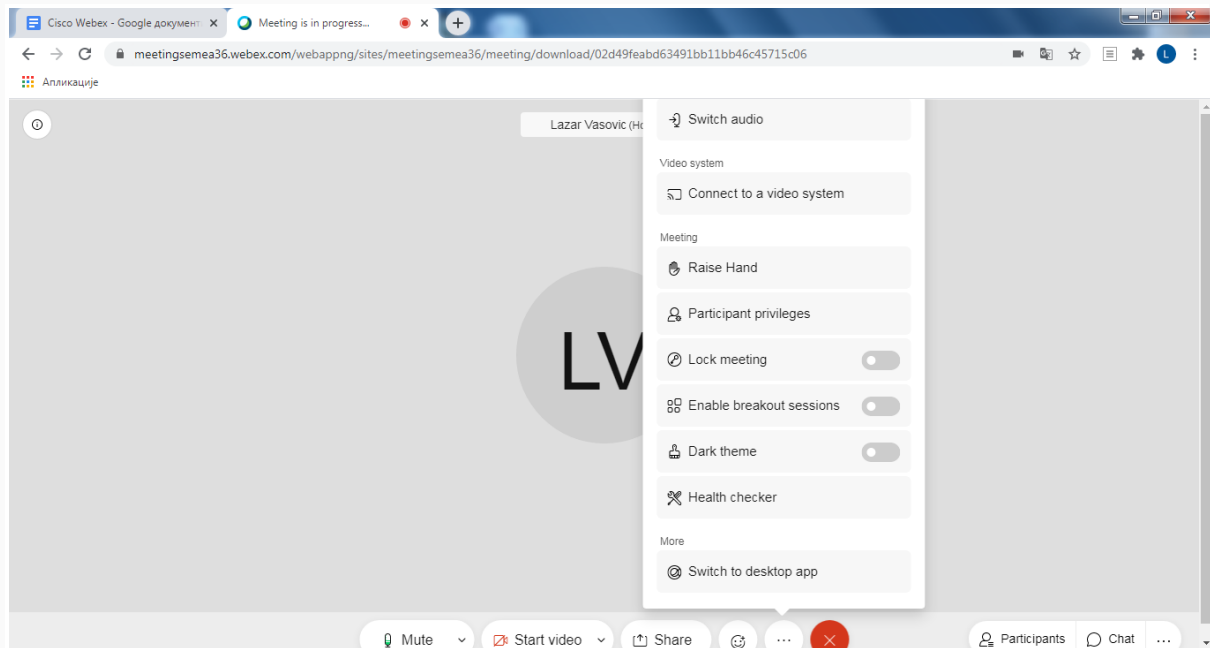 Cisco Webex - Google документ
Meeting is in progress...
meetingsemea36.webex.com/webappng/sites/meetingsemea36/meeting/download/02d49feabd63491bb11bb46c45715c06
L
Апликације
Lazar Vasovic (Ho
Switch audio
Video system
Connect to a video system
Meeting
Raise Hand
Participant privileges
LV
Lock meeting
Enable breakout sessions
Dark theme
Health checker
More
Switch to desktop app
Mute
Start video
Share
Participants
Chat